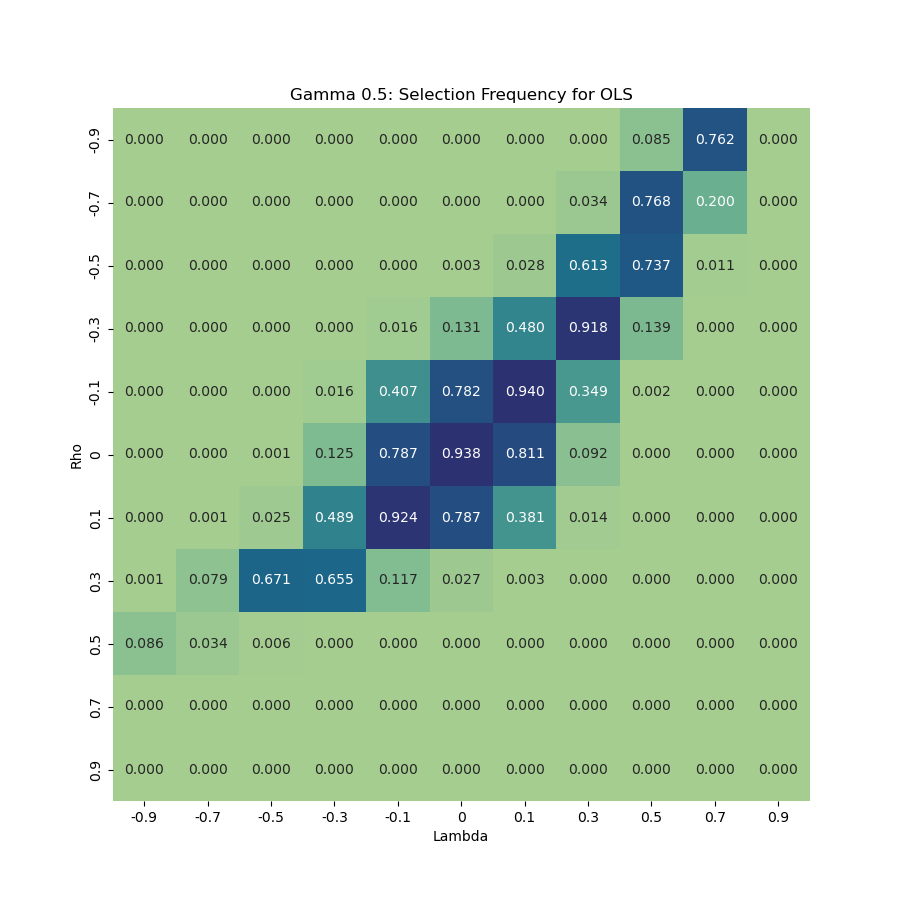 Gamma 0.5: Selection Frequency for OLS
-0.9 0.000 0.000 0.000 0.000 0.000 0.000 0.000 0.000 0.085 0.762 0.000
-0.7 0.000 0.000 0.000 0.000 0.000 0.000 0.000 0.034 0.768 0.200 0.000
-0.5 0.000 0.000 0.000 0.000 0.000 0.003 0.028 0.613 0.737 0.011 0.000
-0.3 0.000 0.000 0.000 0.000 0.016 0.131 0.480 0.918 0.139 0.000 0.000
-0.1 0.000 0.000 0.000 0.016 0.407 0.782 0.940 0.349 0.002 0.000 0.000
Rho
0 0.000 0.000 0.001 0.125 0.787 0.938 0.811 0.092 0.000 0.000 0.000
0.1 0.000 0.001 0.025 0.489 0.924 0.787 0.381 0.014 0.000 0.000 0.000
0.3 0.001 0.079 0.671 0.655 0.117 0.027 0.003 0.000 0.000 0.000 0.000
0.5 0.086 0.034 0.006 0.000 0.000 0.000 0.000 0.000 0.000 0.000 0.000
0.7 0.000 0.000 0.000 0.000 0.000 0.000 0.000 0.000 0.000 0.000 0.000
0.9 0.000 0.000 0.000 0.000 0.000 0.000 0.000 0.000 0.000 0.000 0.000
-0.9 -0.7 -0.5 -0.3 -0.1 0 0.1 0.3 0.5 0.7 0.9
Lambda